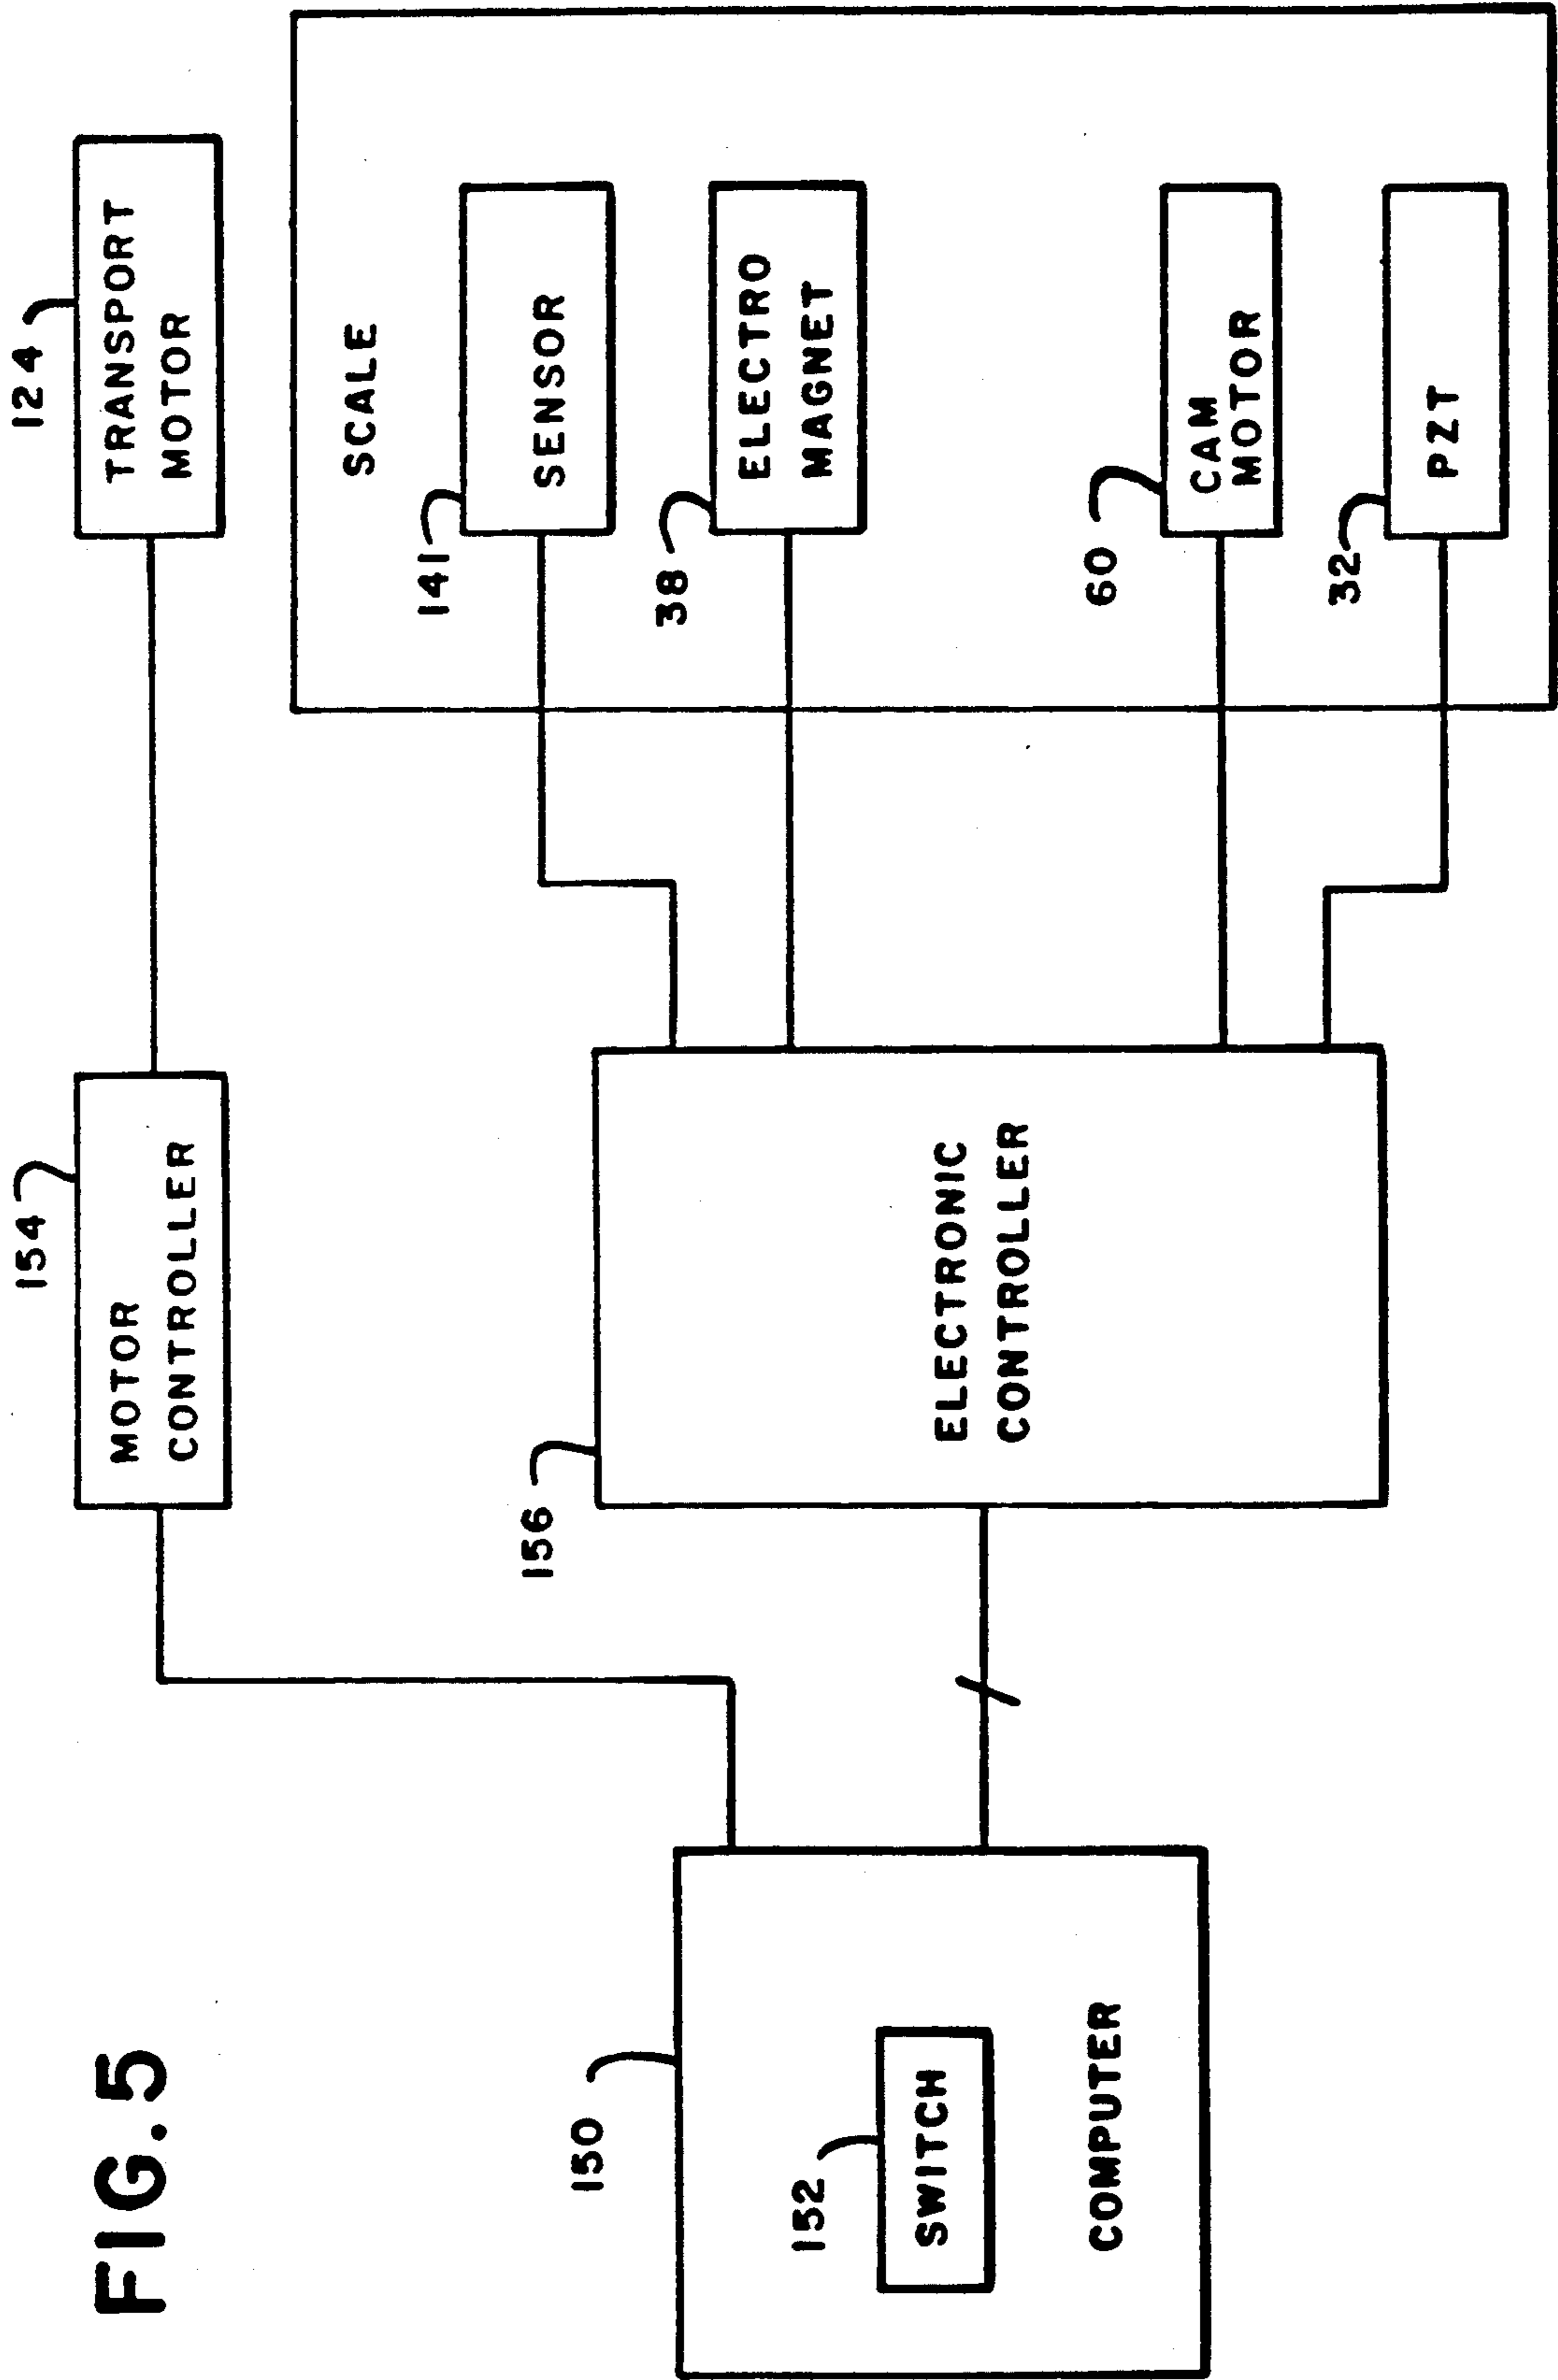 FIG. 5
150
152
SWITCH
COMPUTER
154
MOTOR
CONTROLLER
156
ELECTRONIC
CONTROLLER
124
TRANSPORT
MOTOR
SCALE
141
SENSOR
38
ELECTRO
MAGNET
60
CAM
MOTOR
32
PZT